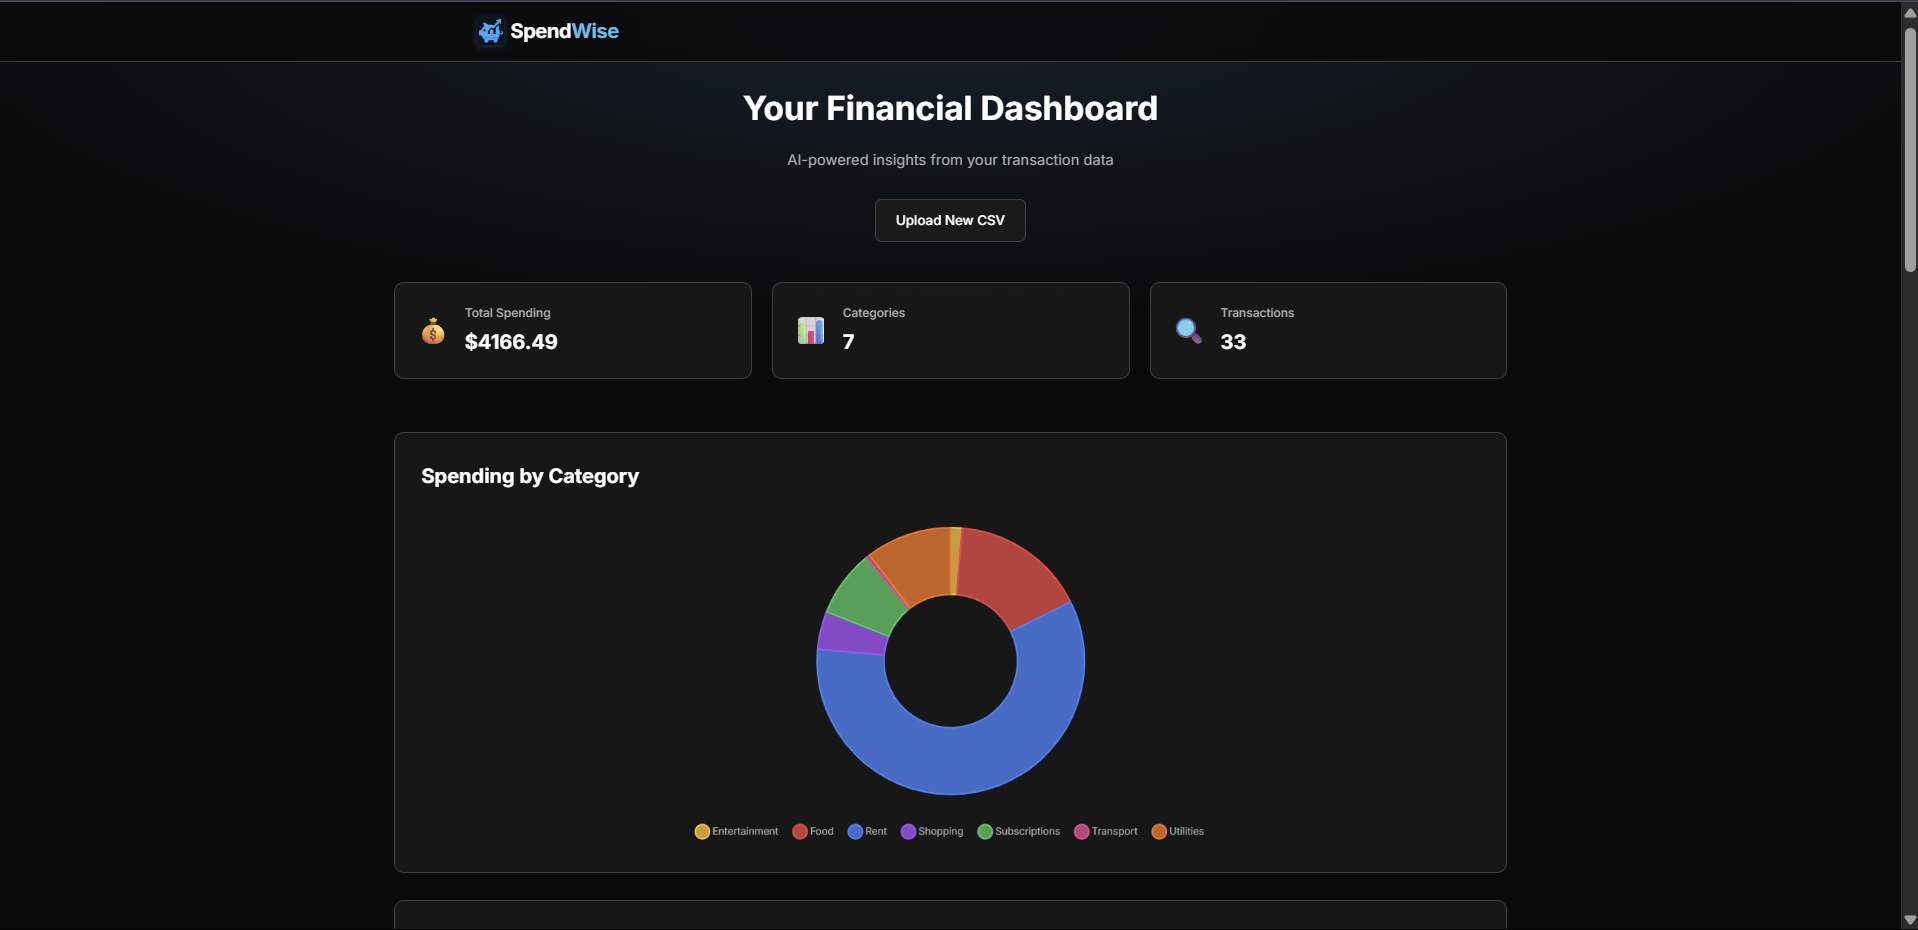 SpendWise
Your Financial Dashboard
AI-powered insights from your transaction data
Upload New CSV
Total Spending
$4166.49
Categories
7
Transactions
33
Spending by Category
Entertainment Food Rent Shopping Subscriptions Transport Utilities